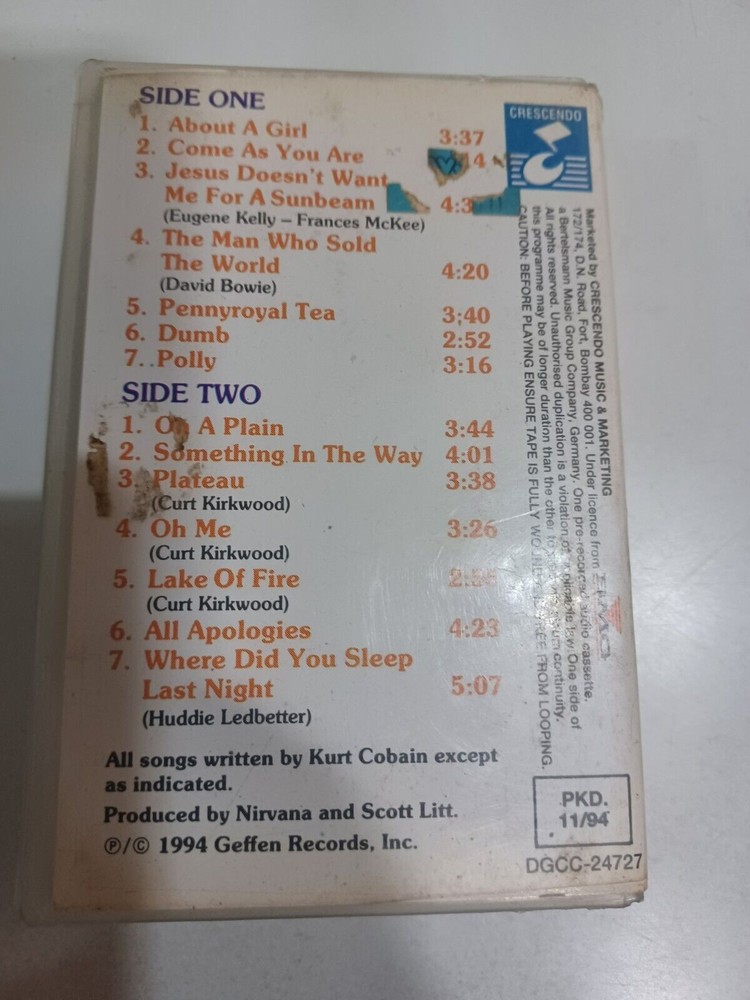 SIDE ONE
1. About A Girl 3:37
2. Come As You Are
3. Jesus Doesn't Want
Me For A Sunbeam
(Eugene Kelly – Frances McKee)
4. The Man Who Sold
The World 4:20
(David Bowie)
5. Pennyroyal Tea 3:40
6. Dumb 2:52
7. Polly 3:16
SIDE TWO
1. On A Plain 3:44
2. Something In The Way 4:01
3. Plateau 3:38
(Curt Kirkwood)
4. Oh Me 3:26
(Curt Kirkwood)
5. Lake Of Fire
(Curt Kirkwood)
6. All Apologies 4:23
7. Where Did You Sleep
Last Night 5:07
(Huddie Ledbetter)
All songs written by Kurt Cobain except
as indicated.
Produced by Nirvana and Scott Litt.
℗/© 1994 Geffen Records, Inc.
CRESCENDO
Marketed by CRESCENDO MUSIC & MARKETING
172/174, D.N. Road, Fort, Bombay 400 001. Under licence from
a Bertelsmann Music Group Company, Germany. One pre-recorded audio cassette.
All rights reserved. Unauthorised duplication is a violation of applicable law. One side of
this programme may be of longer duration than the other to continuity.
CAUTION: BEFORE PLAYING ENSURE TAPE IS FULLY FREE FROM LOOPING.
PKD.
11/94
DGCC-24727